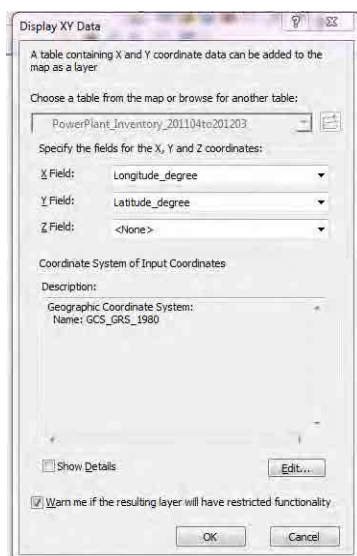 Display XY Data
A table containing X and Y coordinate data can be added to the
map as a layer
Choose a table from the map or browse for another table:
PowerPlant_Inventory_201104to201203
Specify the fields for the X, Y and Z coordinates:
X Field: Longitude_degree
Y Field: Latitude_degree
Z Field: <None>
Coordinate System of Input Coordinates
Description:
Geographic Coordinate System:
Name: GCS_GRS_1980
Show Details Edit...
Warn me if the resulting layer will have restricted functionality
OK Cancel